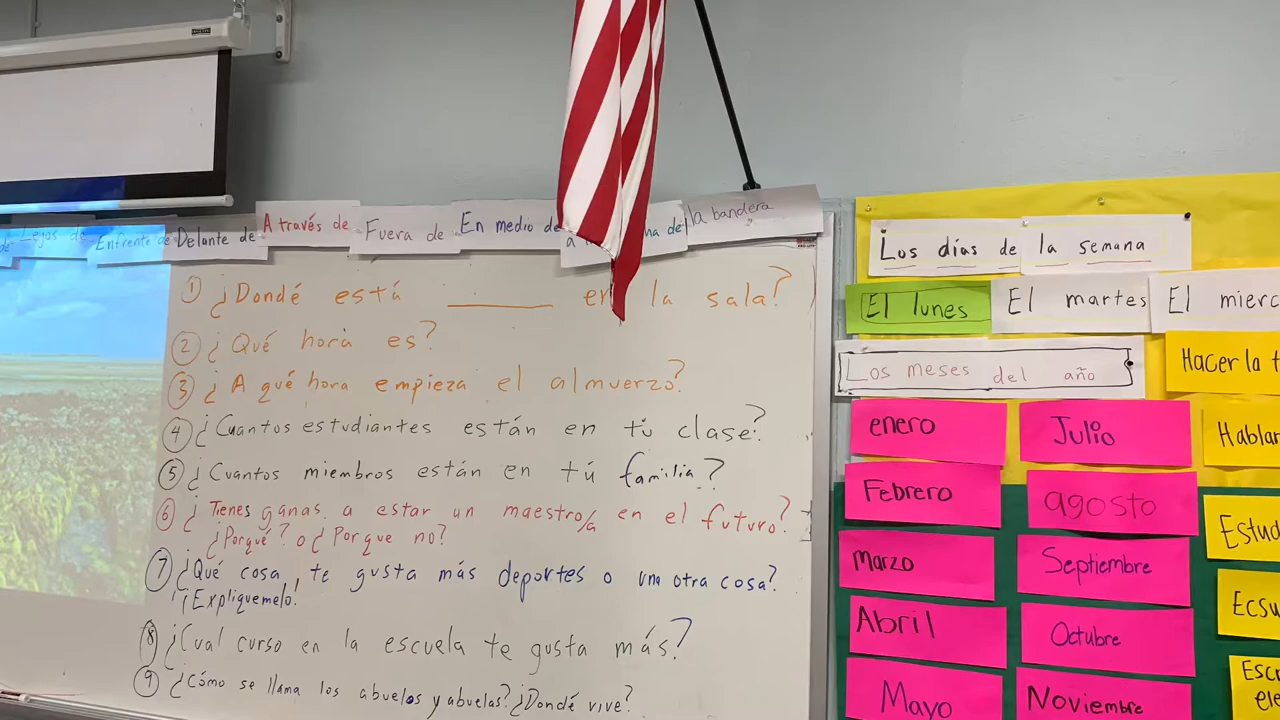 Lejos de
Enfrente de
Delante de
A través de
Fuera de
En medio de
la bandera
① ¿Dondé está ________ en la sala?
② ¿Qué hora es?
③ ¿A qué hora empieza el almuerzo?
④ ¿Cuantos estudiantes están en tú clase?
⑤ ¿Cuantos miembros están en tú familia?
⑥ ¿Tienes ganas a estar un maestro/a en el futuro?
¿Porqué? o ¿Porque no?
⑦ ¿Qué cosa, te gusta más deportes o una otra cosa?
¡Expliquemelo!
⑧ ¿Cual curso en la escuela te gusta más?
⑨ ¿Cómo se llama los abuelos y abuelas? ¿Dondé vive?
Los días de la semana
El lunes
El martes
El mierc
Los meses del año
Hacer la t
enero
Julio
Hablar
Febrero
agosto
Estud
Marzo
Septiembre
Ecsu
Abril
Octubre
Escr
ele
Mayo
Noviembre